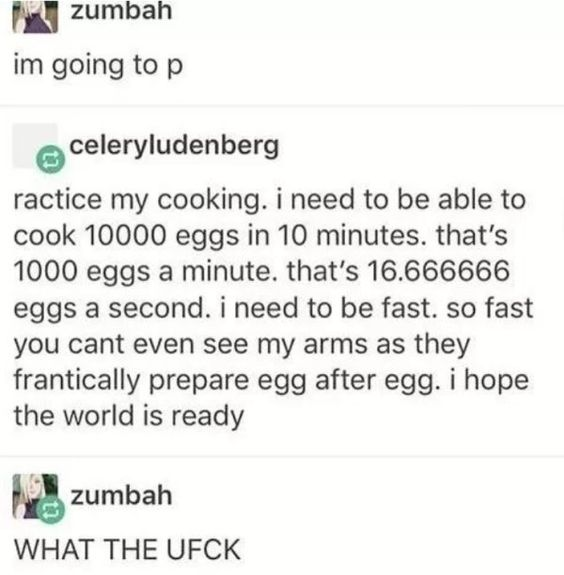 zumbah
im going to p
celeryludenberg
ractice my cooking. i need to be able to
cook 10000 eggs in 10 minutes. that's
1000 eggs a minute. that's 16.666666
eggs a second. i need to be fast. so fast
you cant even see my arms as they
frantically prepare egg after egg. i hope
the world is ready
zumbah
WHAT THE UFCK